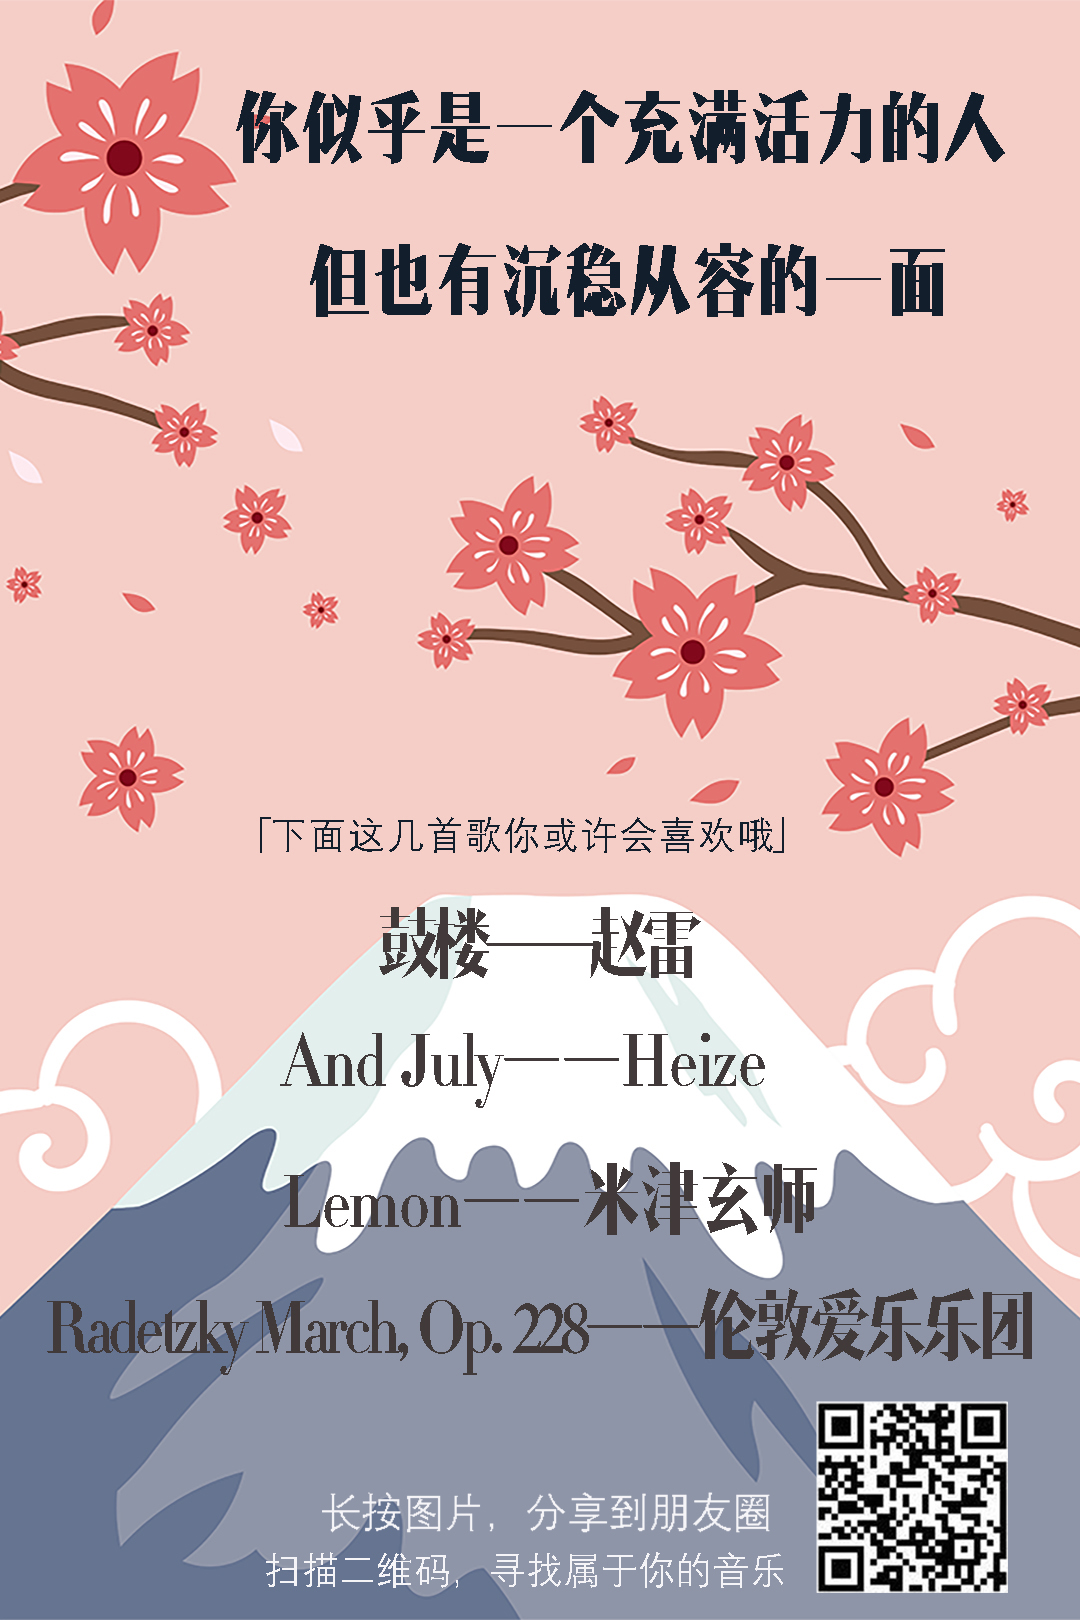 你似乎是一个充满活力的人
但也有沉稳从容的一面
「下面这几首歌你或许会喜欢哦」
鼓楼——赵雷
And July——Heize
Lemon——米津玄师
Radetzky March, Op. 228——伦敦爱乐乐团
长按图片，分享到朋友圈
扫描二维码，寻找属于你的音乐